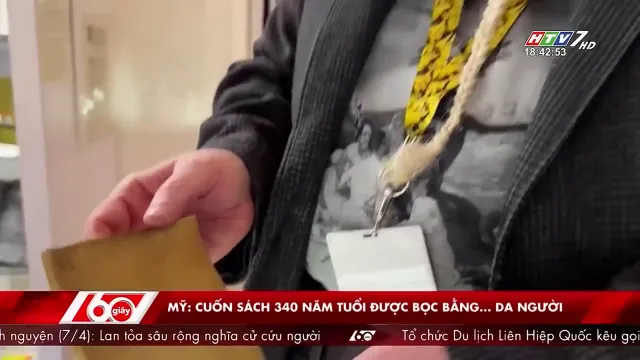 HTV7 HD
18:42:53
60 giây
MỸ: CUỐN SÁCH 340 NĂM TUỔI ĐƯỢC BỌC BẰNG... DA NGƯỜI
h nguyện (7/4): Lan tỏa sâu rộng nghĩa cử cứu người 60 Tổ chức Du lịch Liên Hiệp Quốc kêu gọi